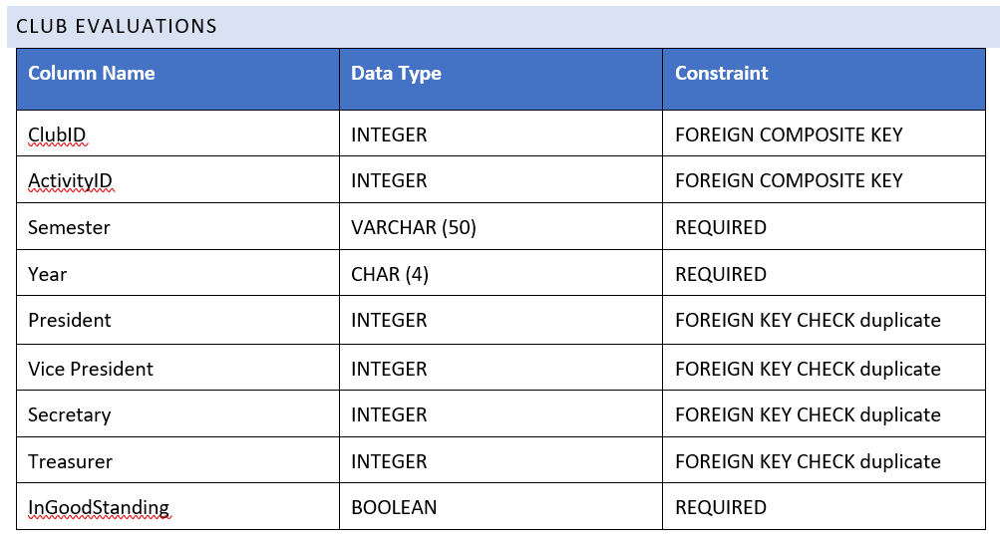 CLUB EVALUATIONS
Column Name Data Type Constraint
ClubID INTEGER FOREIGN COMPOSITE KEY
ActivityID INTEGER FOREIGN COMPOSITE KEY
Semester VARCHAR (50) REQUIRED
Year CHAR (4) REQUIRED
President INTEGER FOREIGN KEY CHECK duplicate
Vice President INTEGER FOREIGN KEY CHECK duplicate
Secretary INTEGER FOREIGN KEY CHECK duplicate
Treasurer INTEGER FOREIGN KEY CHECK duplicate
InGoodStanding BOOLEAN REQUIRED